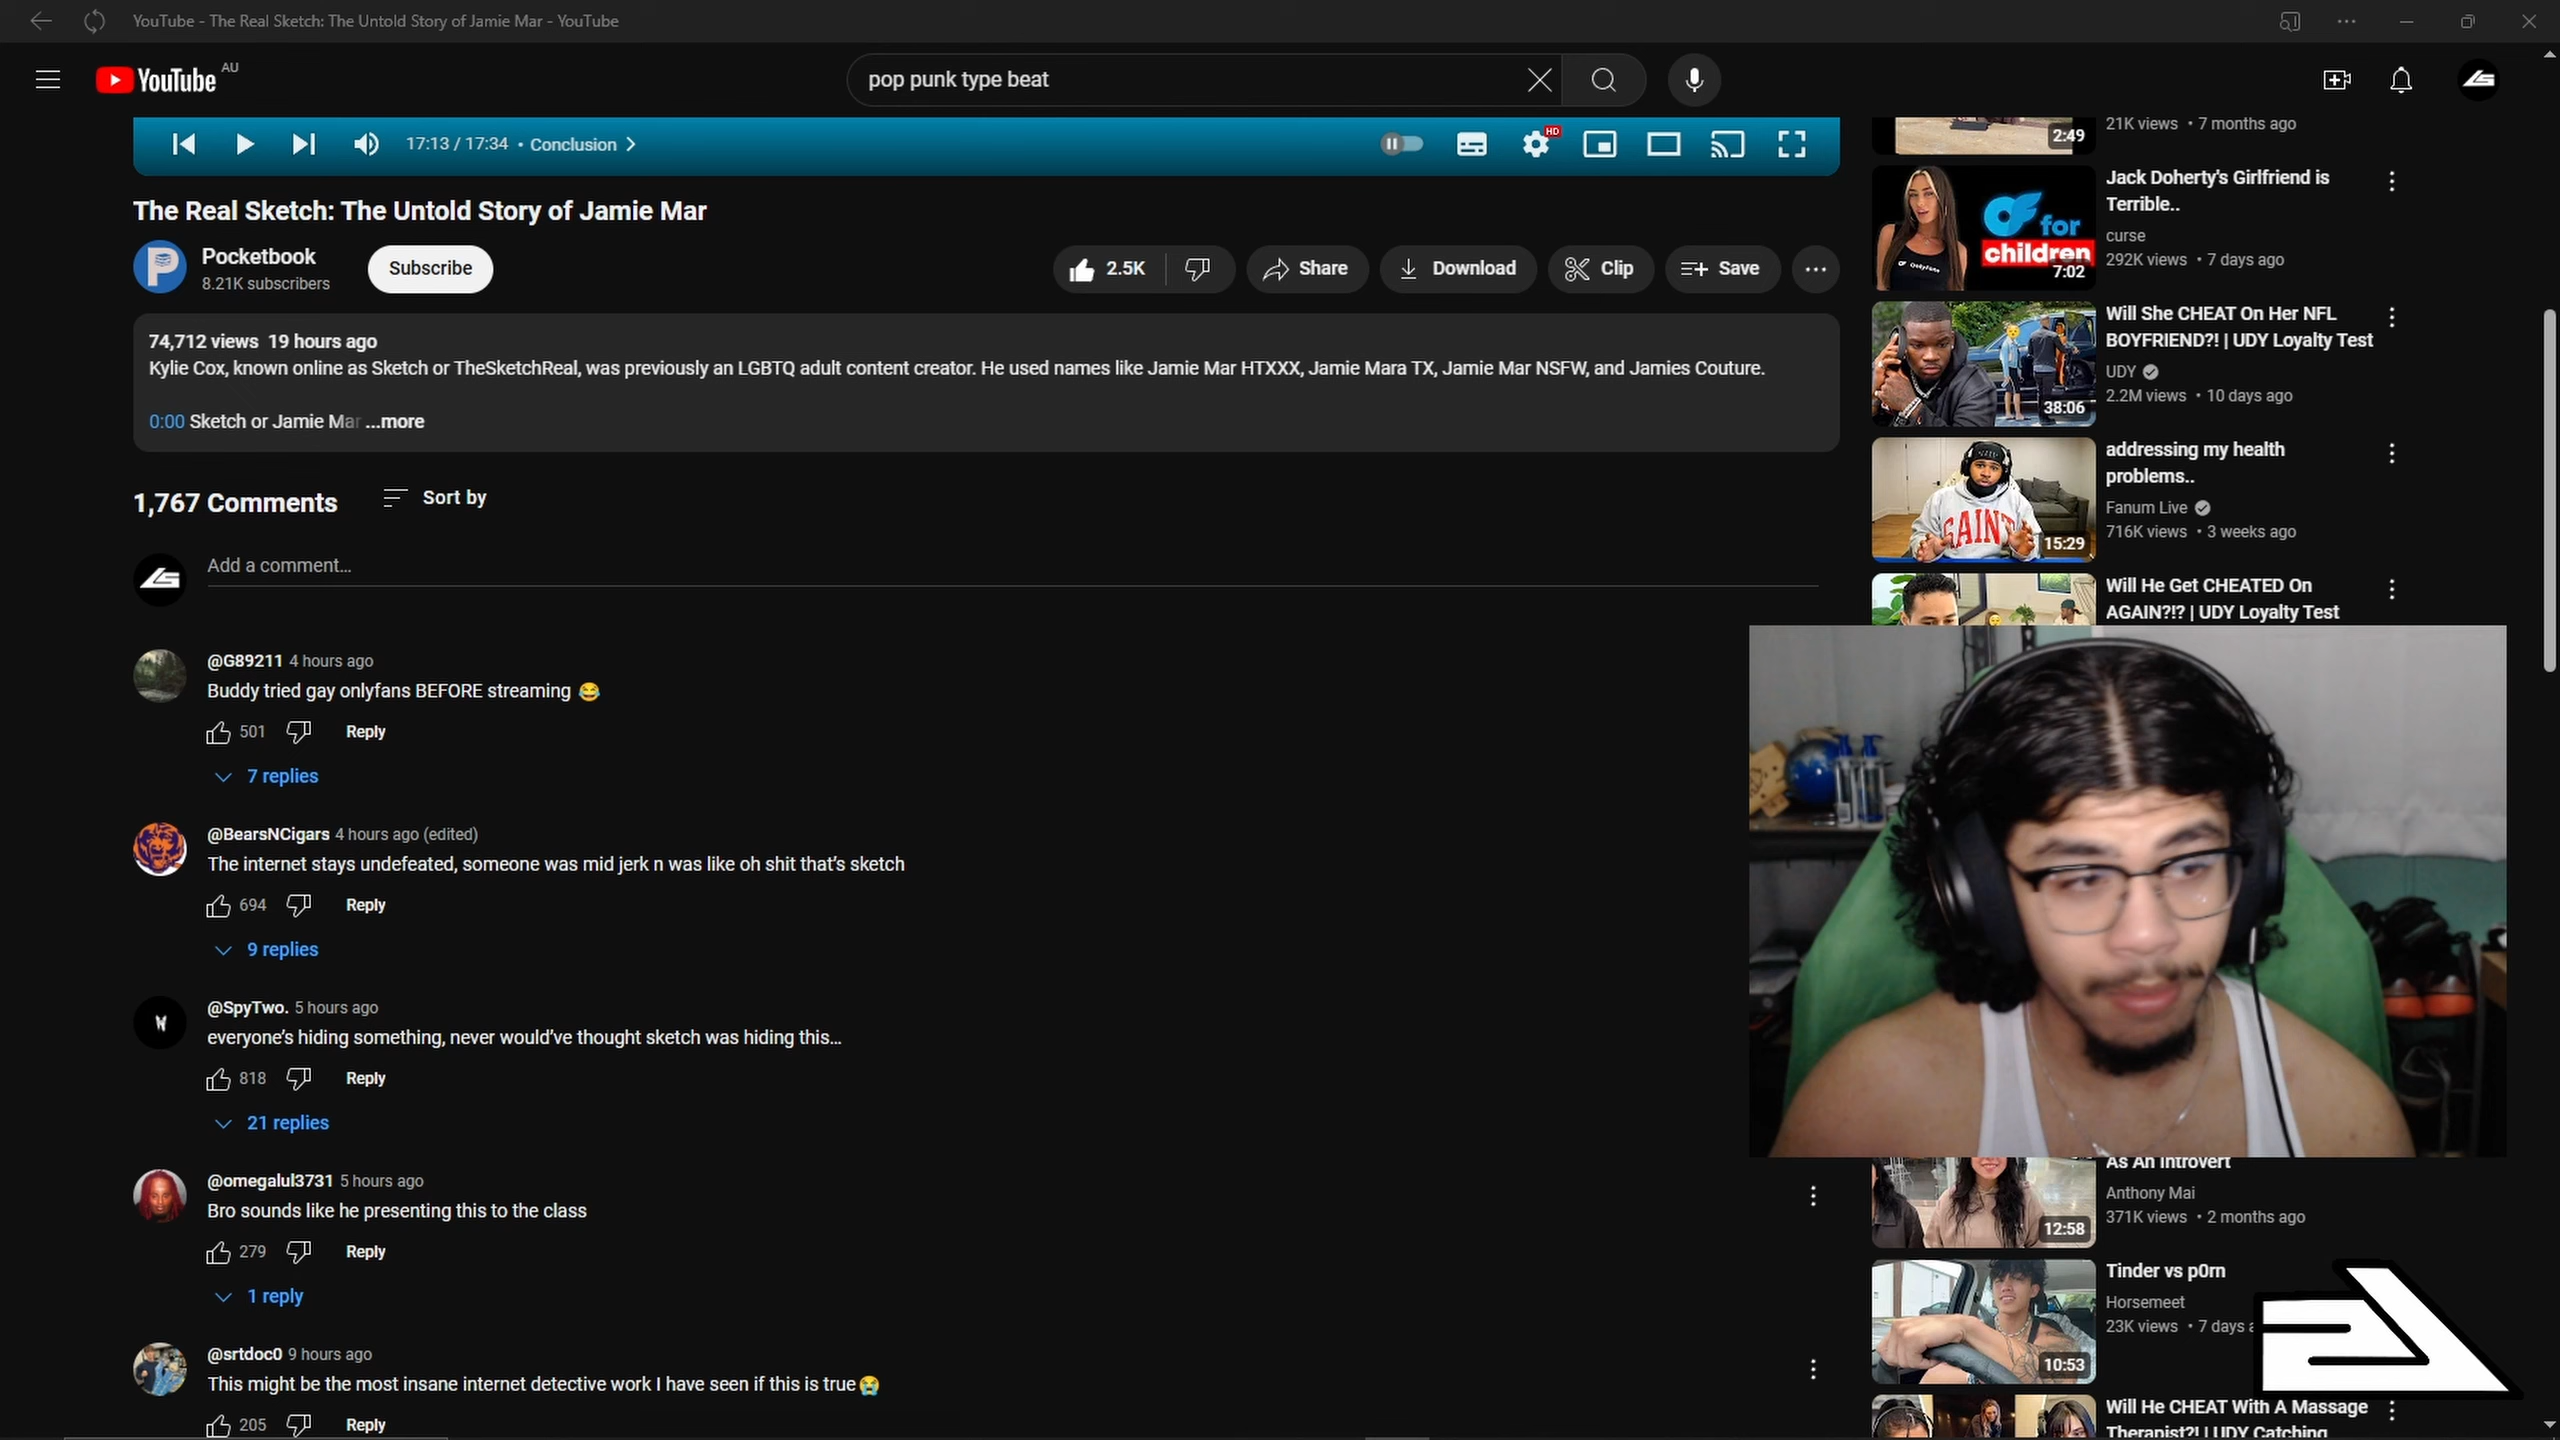 YouTube - The Real Sketch: The Untold Story of Jamie Mar - YouTube
YouTube AU
pop punk type beat
17:13 / 17:34 • Conclusion
HD
The Real Sketch: The Untold Story of Jamie Mar
Pocketbook
8.21K subscribers
Subscribe
2.5K
Share
Download
Clip
Save
74,712 views 19 hours ago
Kylie Cox, known online as Sketch or TheSketchReal, was previously an LGBTQ adult content creator. He used names like Jamie Mar HTXXX, Jamie Mara TX, Jamie Mar NSFW, and Jamies Couture.
0:00 Sketch or Jamie Mar ...more
1,767 Comments
Sort by
Add a comment...
@G89211 4 hours ago
Buddy tried gay onlyfans BEFORE streaming 😂
501 Reply
7 replies
@BearsNCigars 4 hours ago (edited)
The internet stays undefeated, someone was mid jerk n was like oh shit that's sketch
694 Reply
9 replies
@SpyTwo. 5 hours ago
everyone's hiding something, never would've thought sketch was hiding this...
818 Reply
21 replies
@omegalul3731 5 hours ago
Bro sounds like he presenting this to the class
279 Reply
1 reply
@srtdoc0 9 hours ago
This might be the most insane internet detective work I have seen if this is true😭
205 Reply
2:49
21K views • 7 months ago
OF for
children
7:02
Jack Doherty's Girlfriend is
Terrible..
curse
292K views • 7 days ago
38:06
Will She CHEAT On Her NFL
BOYFRIEND?! | UDY Loyalty Test
UDY
2.2M views • 10 days ago
SAINT
15:29
addressing my health
problems..
Fanum Live
716K views • 3 weeks ago
Will He Get CHEATED On
AGAIN?!? | UDY Loyalty Test
12:58
As An Introvert
Anthony Mai
371K views • 2 months ago
10:53
Tinder vs p0rn
Horsemeet
23K views • 7 days a
Will He CHEAT With A Massage
Therapist?! | UDY Catching